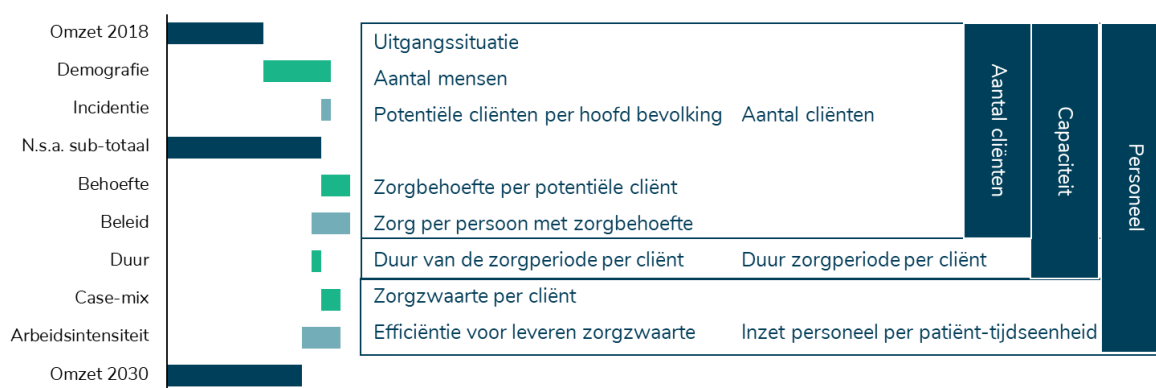 Omzet 2018
Uitgangssituatie
Demografie
Aantal mensen
Incidentie
Potentiële cliënten per hoofd bevolking
Aantal cliënten
N.s.a. sub-totaal
Behoefte
Zorgbehoefte per potentiële cliënt
Beleid
Zorg per persoon met zorgbehoefte
Duur
Duur van de zorgperiode per cliënt
Duur zorgperiode per cliënt
Case-mix
Zorgzwaarte per cliënt
Arbeidsintensiteit
Efficiëntie voor leveren zorgzwaarte
Inzet personeel per patiënt-tijdseenheid
Omzet 2030
Aantal cliënten
Capaciteit
Personeel